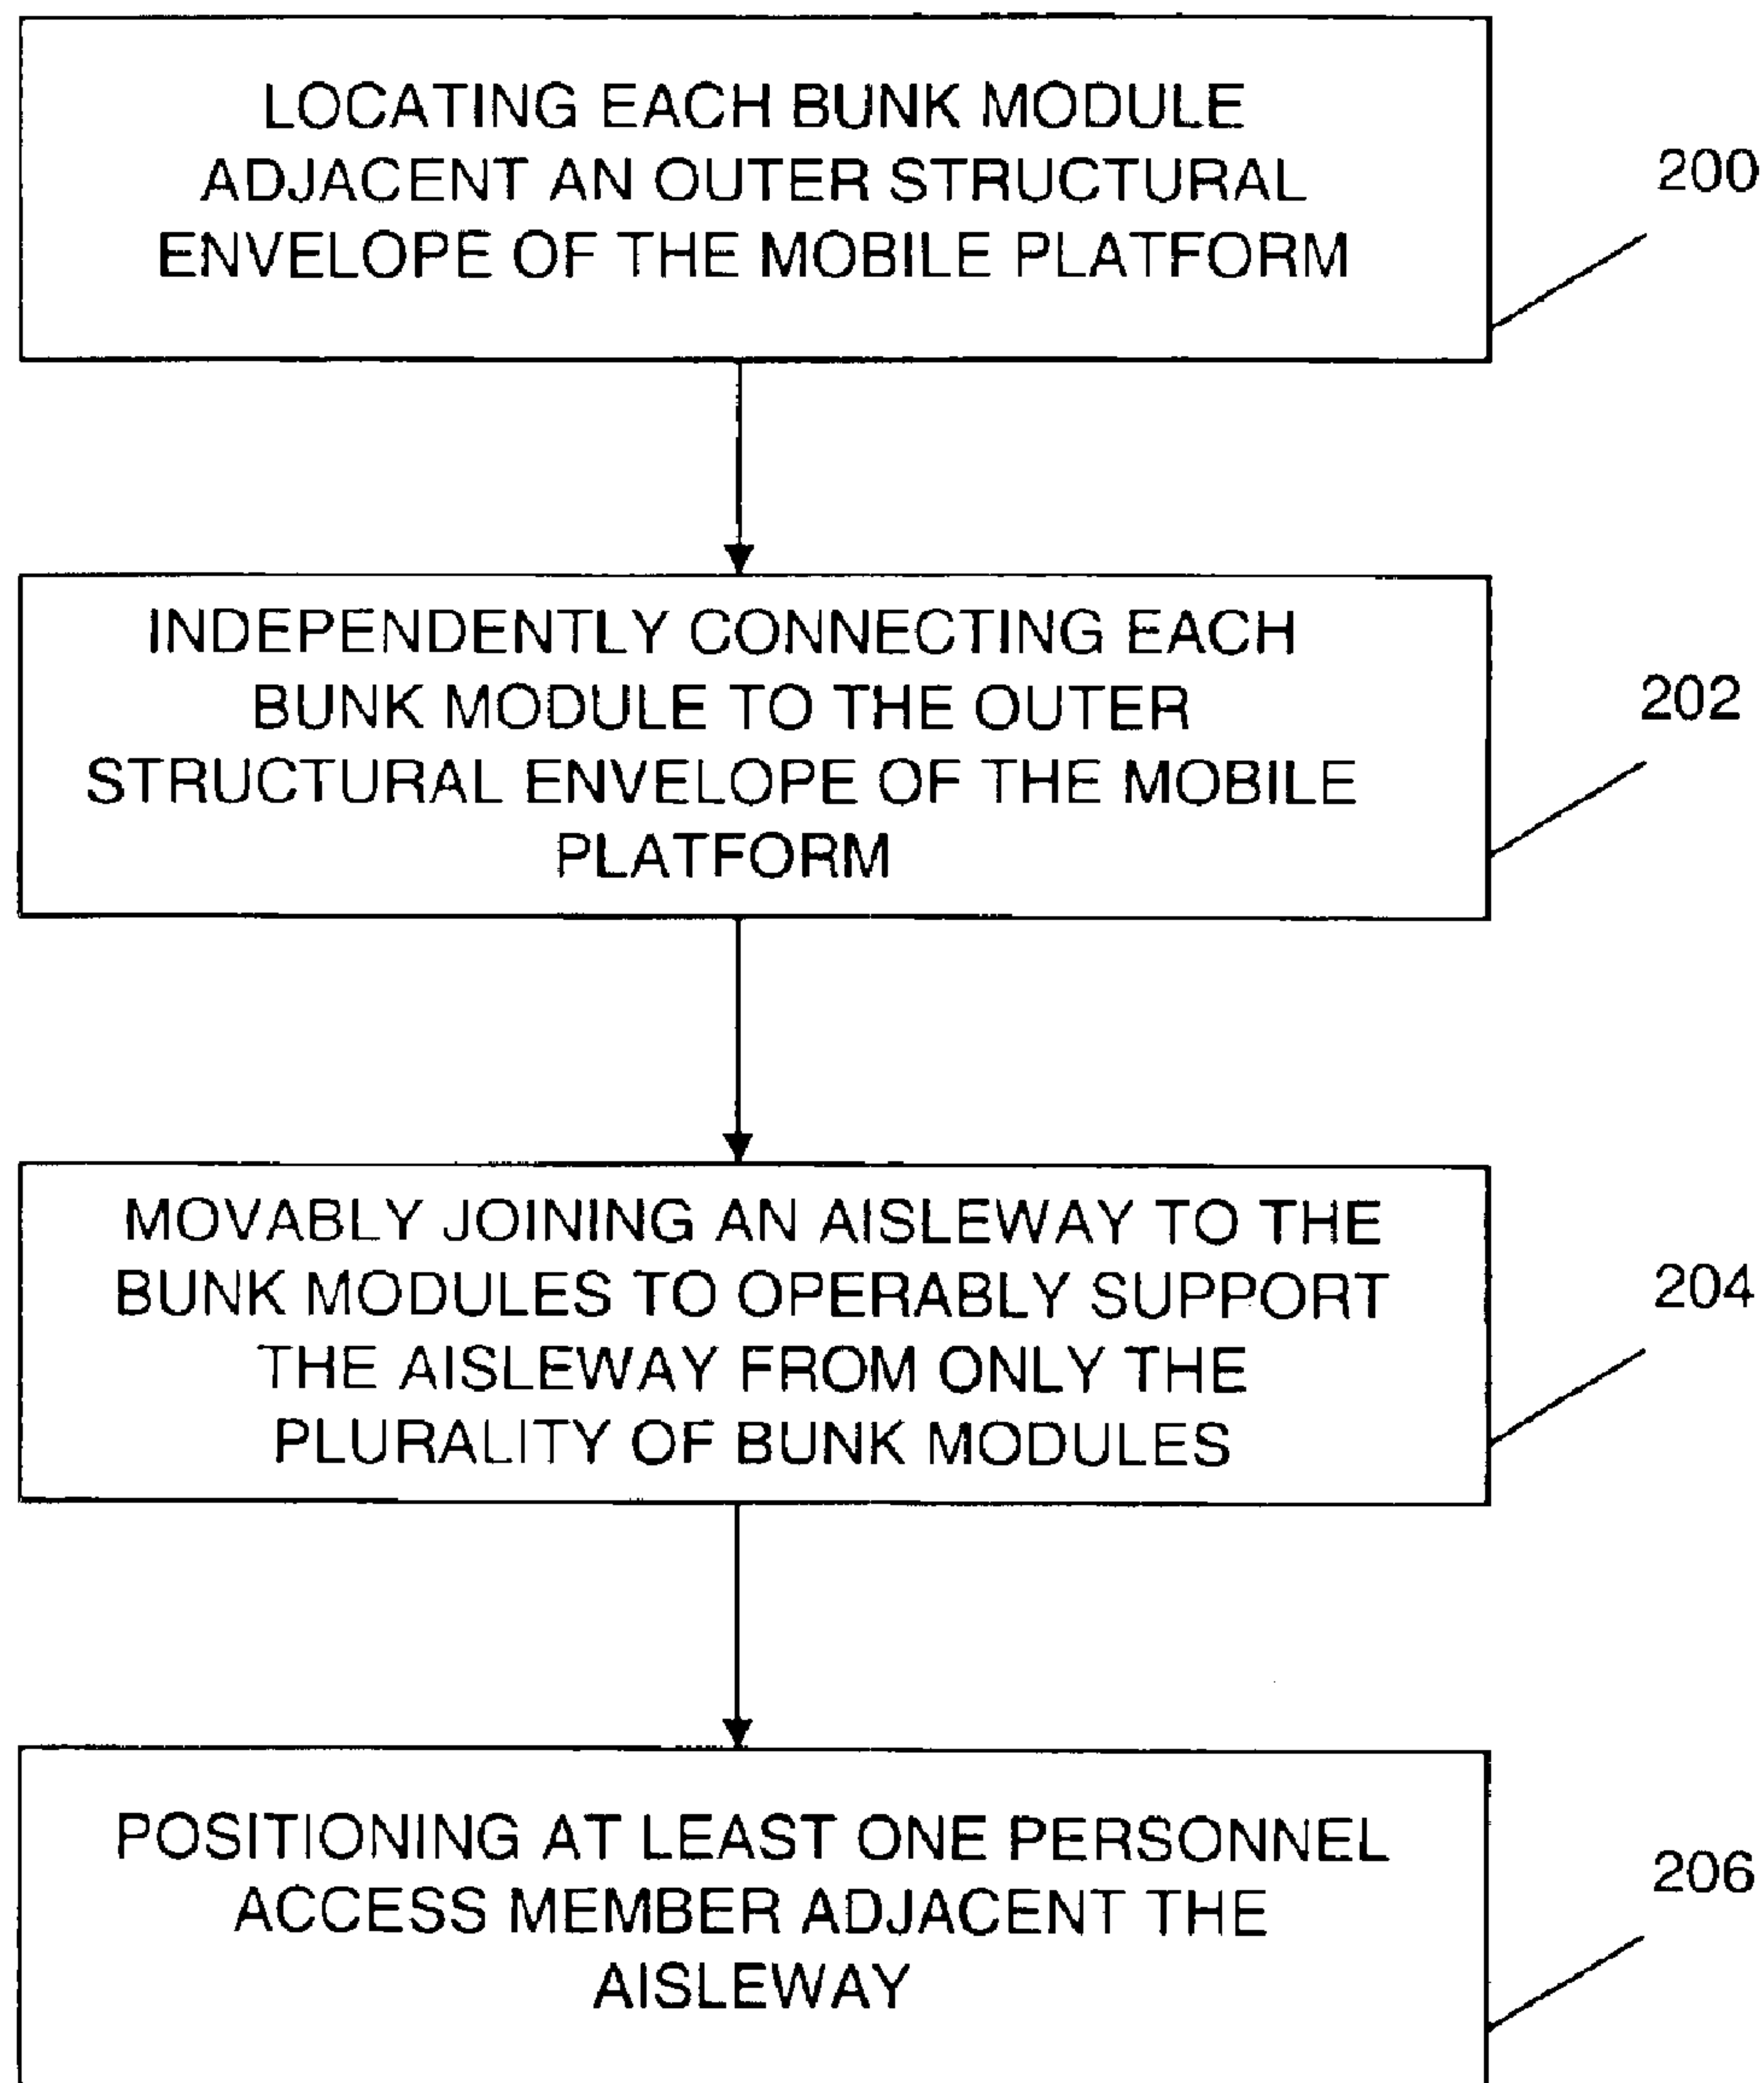 LOCATING EACH BUNK MODULE
ADJACENT AN OUTER STRUCTURAL
ENVELOPE OF THE MOBILE PLATFORM
200
INDEPENDENTLY CONNECTING EACH
BUNK MODULE TO THE OUTER
STRUCTURAL ENVELOPE OF THE MOBILE
PLATFORM
202
MOVABLY JOINING AN AISLEWAY TO THE
BUNK MODULES TO OPERABLY SUPPORT
THE AISLEWAY FROM ONLY THE
PLURALITY OF BUNK MODULES
204
POSITIONING AT LEAST ONE PERSONNEL
ACCESS MEMBER ADJACENT THE
AISLEWAY
206